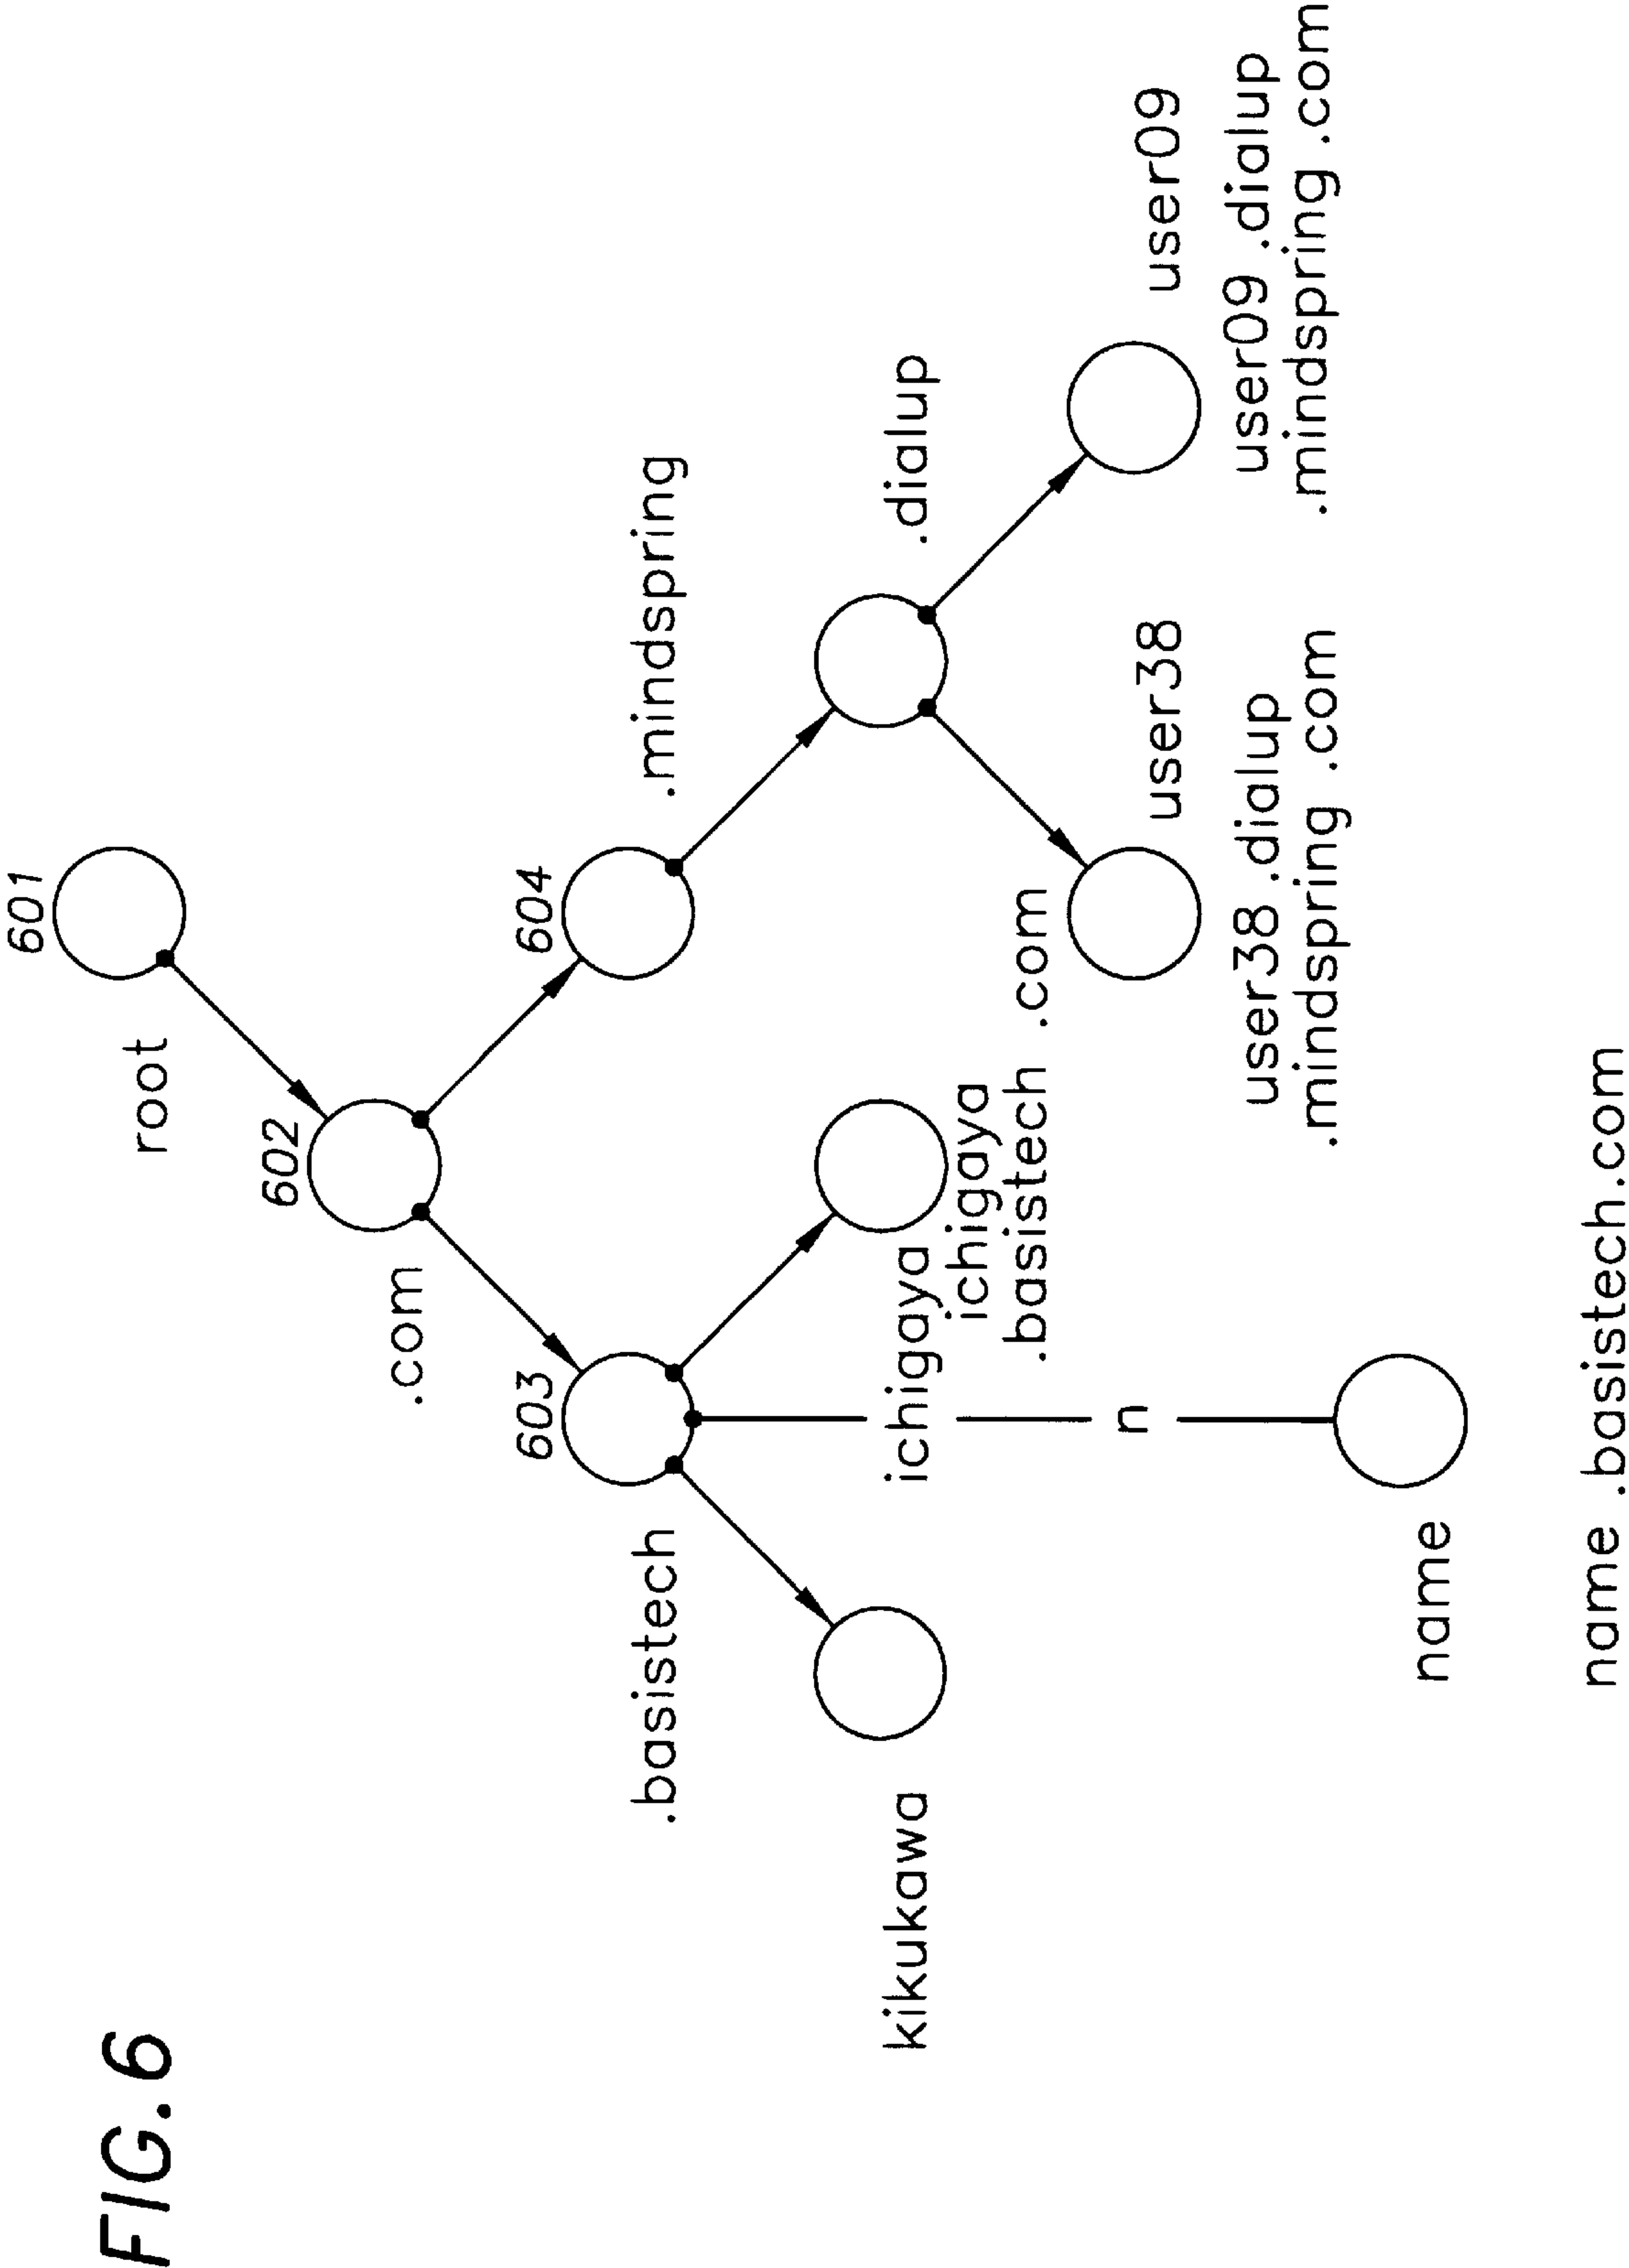 FIG.6
601
root
602
.com
603
604
.basistech
.mindspring
kikukawa
ichigaya
ichigaya
.basistech .com
.dialup
n
user38
user09
user38 .dialup
.mindspring .com
user09 .dialup
.mindspring .com
name
name .basistech.com